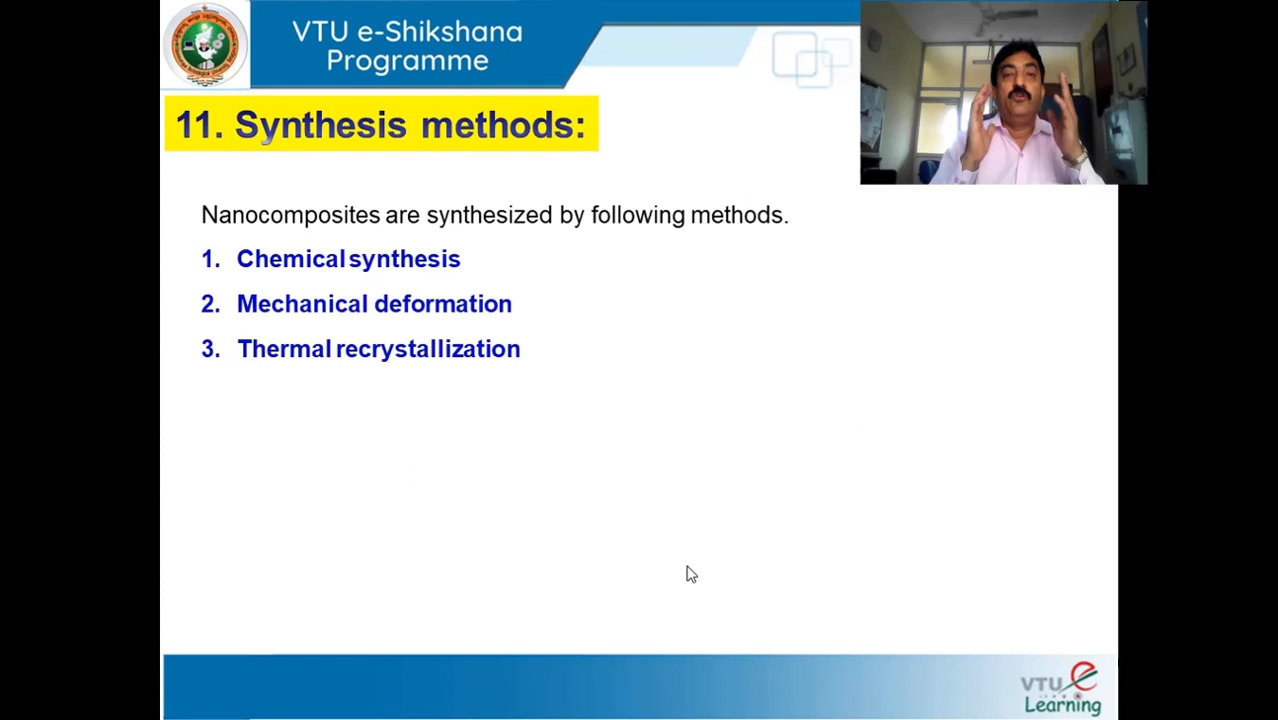 VTU e-Shikshana
Programme
11. Synthesis methods:
Nanocomposites are synthesized by following methods.
1. Chemical synthesis
2. Mechanical deformation
3. Thermal recrystallization
VTU e
Learning